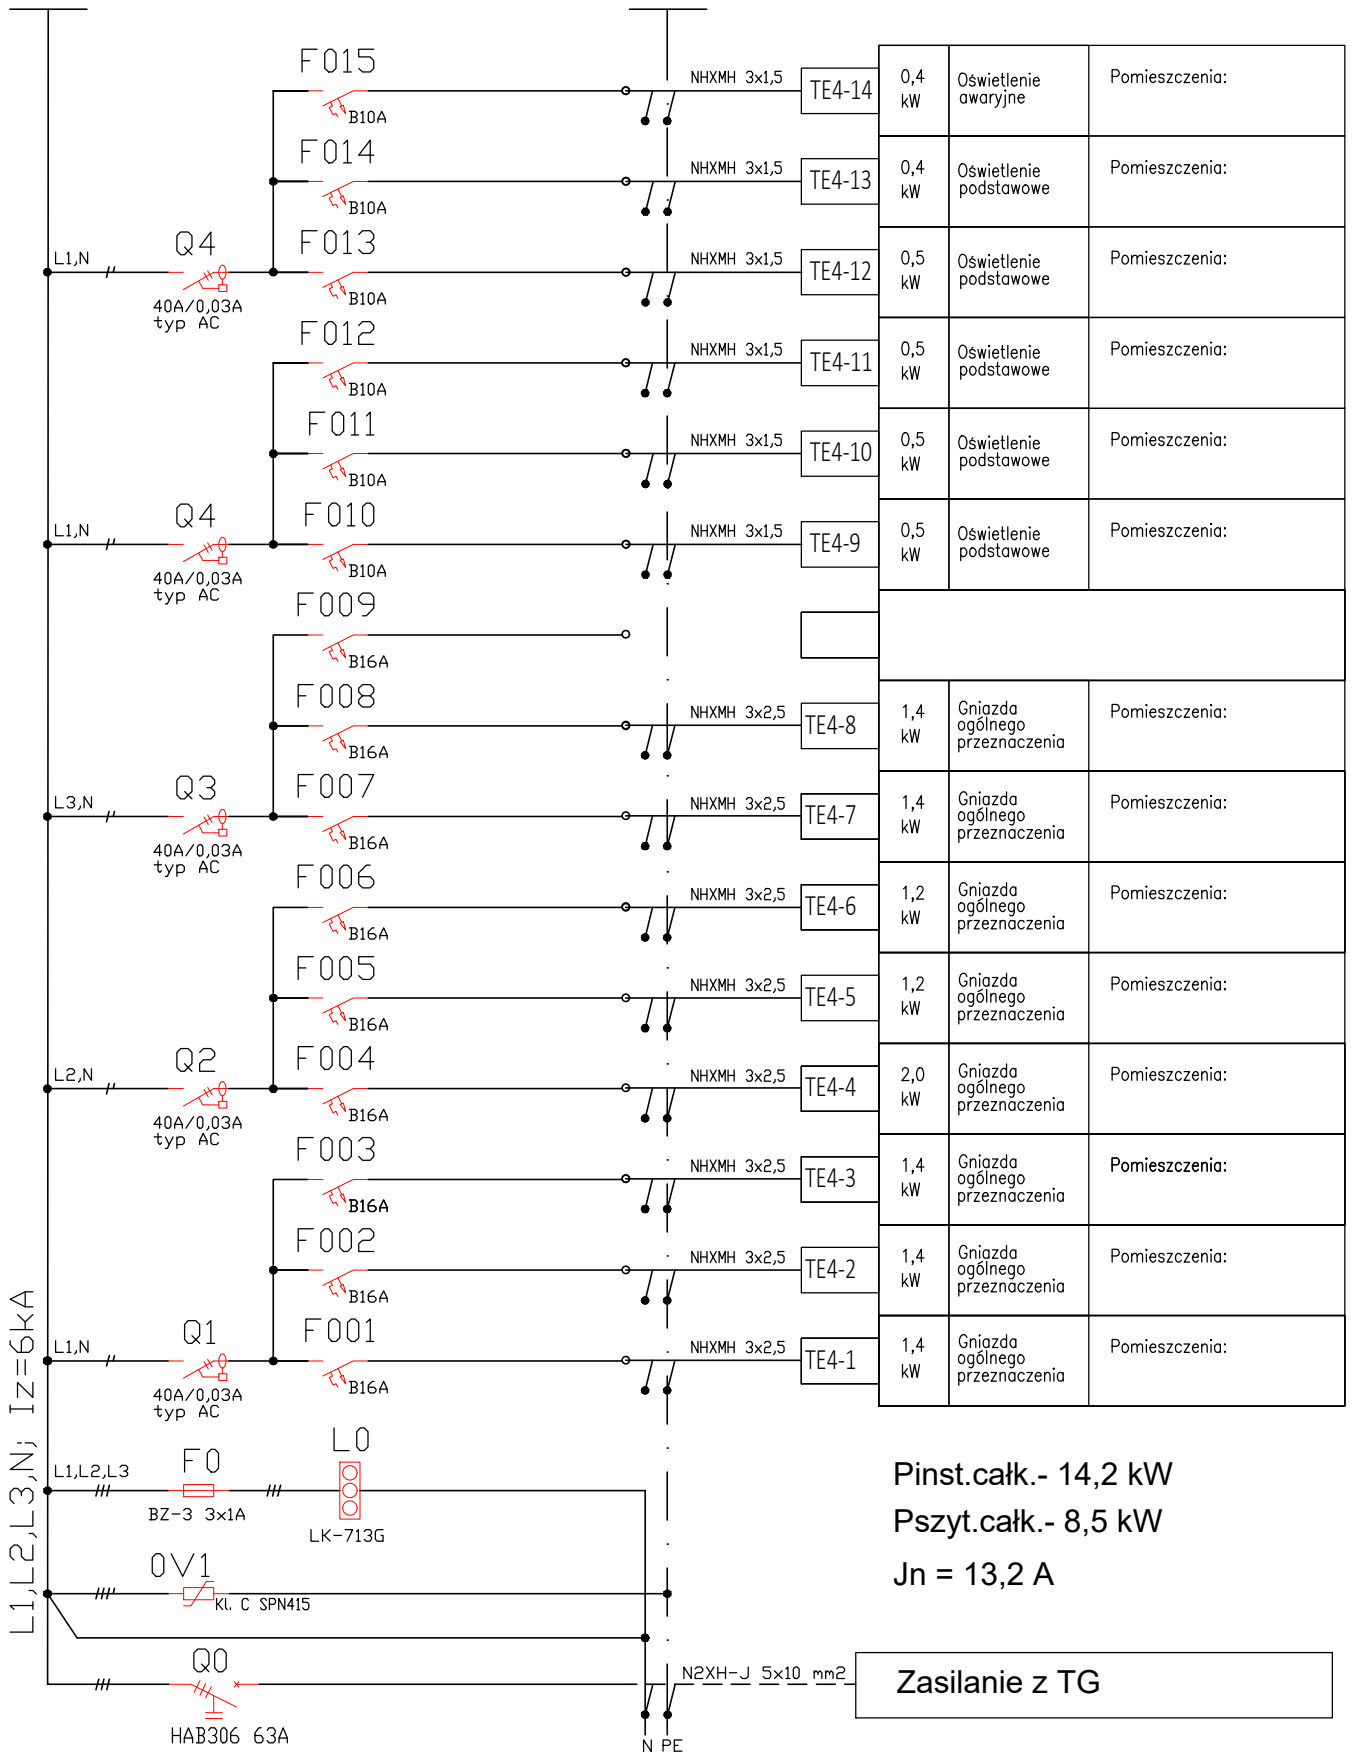 F015
B10A
NHXMH 3x1,5
TE4-14
0,4
kW
Oświetlenie
awaryjne
Pomieszczenia:
F014
B10A
NHXMH 3x1,5
TE4-13
0,4
kW
Oświetlenie
podstawowe
Pomieszczenia:
L1,N
Q4
40A/0,03A
typ AC
F013
B10A
NHXMH 3x1,5
TE4-12
0,5
kW
Oświetlenie
podstawowe
Pomieszczenia:
F012
B10A
NHXMH 3x1,5
TE4-11
0,5
kW
Oświetlenie
podstawowe
Pomieszczenia:
F011
B10A
NHXMH 3x1,5
TE4-10
0,5
kW
Oświetlenie
podstawowe
Pomieszczenia:
L1,N
Q4
40A/0,03A
typ AC
F010
B10A
NHXMH 3x1,5
TE4-9
0,5
kW
Oświetlenie
podstawowe
Pomieszczenia:
F009
B16A
F008
B16A
NHXMH 3x2,5
TE4-8
1,4
kW
Gniazda
ogólnego
przeznaczenia
Pomieszczenia:
L3,N
Q3
40A/0,03A
typ AC
F007
B16A
NHXMH 3x2,5
TE4-7
1,4
kW
Gniazda
ogólnego
przeznaczenia
Pomieszczenia:
F006
B16A
NHXMH 3x2,5
TE4-6
1,2
kW
Gniazda
ogólnego
przeznaczenia
Pomieszczenia:
F005
B16A
NHXMH 3x2,5
TE4-5
1,2
kW
Gniazda
ogólnego
przeznaczenia
Pomieszczenia:
L2,N
Q2
40A/0,03A
typ AC
F004
B16A
NHXMH 3x2,5
TE4-4
2,0
kW
Gniazda
ogólnego
przeznaczenia
Pomieszczenia:
F003
B16A
NHXMH 3x2,5
TE4-3
1,4
kW
Gniazda
ogólnego
przeznaczenia
Pomieszczenia:
F002
B16A
NHXMH 3x2,5
TE4-2
1,4
kW
Gniazda
ogólnego
przeznaczenia
Pomieszczenia:
L1,N
Q1
40A/0,03A
typ AC
F001
B16A
NHXMH 3x2,5
TE4-1
1,4
kW
Gniazda
ogólnego
przeznaczenia
Pomieszczenia:
L1,L2,L3,N; Iz=6kA
L1,L2,L3
F0
BZ-3 3x1A
L0
LK-713G
Pinst.całk.- 14,2 kW
Pszyt.całk.- 8,5 kW
Jn = 13,2 A
OV1
Kl. C SPN415
Q0
HAB306 63A
N2XH-J 5x10 mm2
Zasilanie z TG
N PE